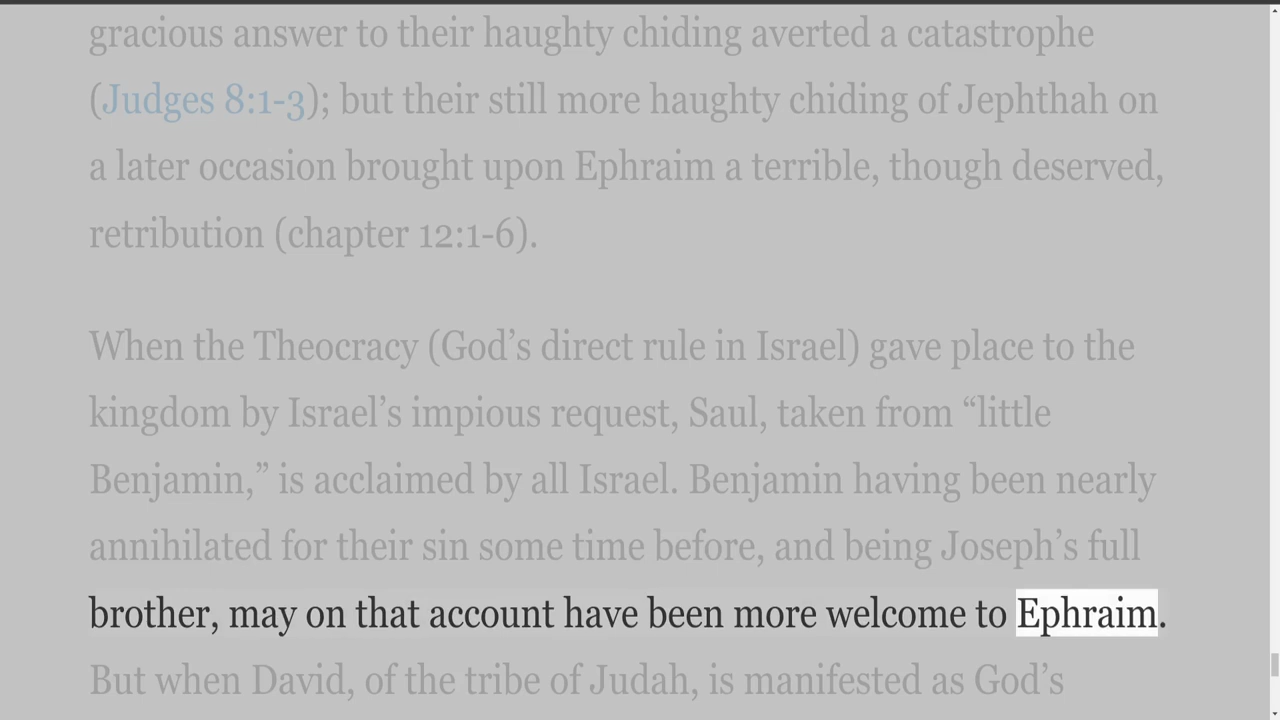 gracious answer to their haughty chiding averted a catastrophe
(Judges 8:1-3); but their still more haughty chiding of Jephthah on
a later occasion brought upon Ephraim a terrible, though deserved,
retribution (chapter 12:1-6).
When the Theocracy (God’s direct rule in Israel) gave place to the
kingdom by Israel’s impious request, Saul, taken from “little
Benjamin,” is acclaimed by all Israel. Benjamin having been nearly
annihilated for their sin some time before, and being Joseph’s full
brother, may on that account have been more welcome to Ephraim.
But when David, of the tribe of Judah, is manifested as God’s